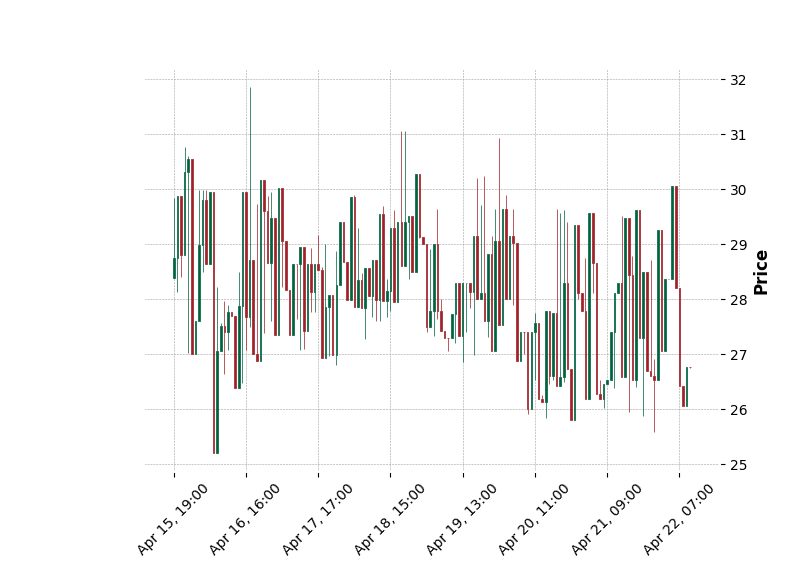 32
31
30
29
28
27
26
25
Price
Apr 15, 19:00
Apr 16, 16:00
Apr 17, 17:00
Apr 18, 15:00
Apr 19, 13:00
Apr 20, 11:00
Apr 21, 09:00
Apr 22, 07:00